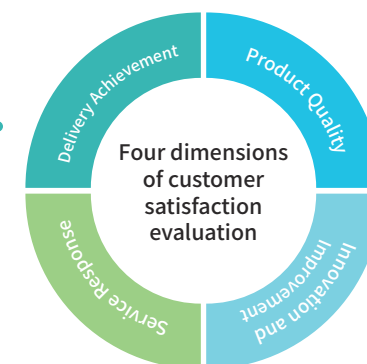 Delivery Achievement
Product Quality
Four dimensions
of customer
satisfaction
evaluation
Service Response
Innovation and
Improvement